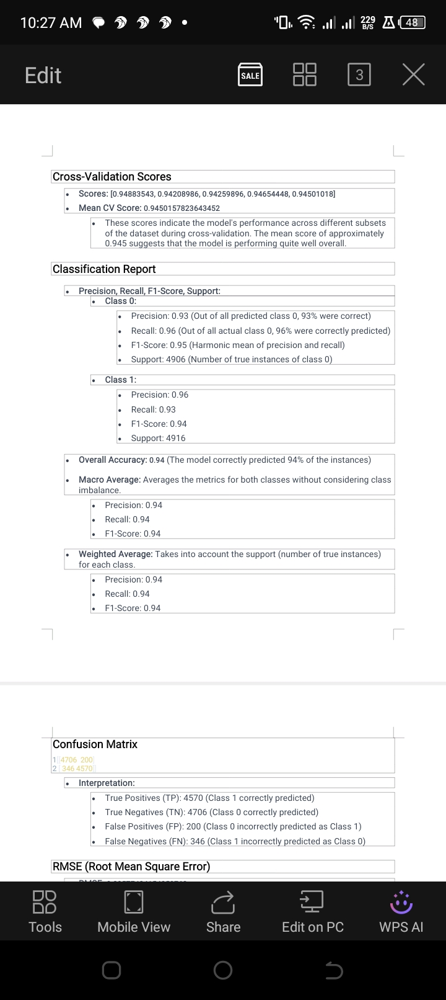 10:27 AM
229
B/S
48
Edit
SALE
3
Cross-Validation Scores
• Scores: [0.94883543, 0.94208986, 0.94259896, 0.94654448, 0.94501018]
• Mean CV Score: 0.9450157823643452
• These scores indicate the model's performance across different subsets
of the dataset during cross-validation. The mean score of approximately
0.945 suggests that the model is performing quite well overall.
Classification Report
• Precision, Recall, F1-Score, Support:
• Class 0:
• Precision: 0.93 (Out of all predicted class 0, 93% were correct)
• Recall: 0.96 (Out of all actual class 0, 96% were correctly predicted)
• F1-Score: 0.95 (Harmonic mean of precision and recall)
• Support: 4906 (Number of true instances of class 0)
• Class 1:
• Precision: 0.96
• Recall: 0.93
• F1-Score: 0.94
• Support: 4916
• Overall Accuracy: 0.94 (The model correctly predicted 94% of the instances)
• Macro Average: Averages the metrics for both classes without considering class
imbalance.
• Precision: 0.94
• Recall: 0.94
• F1-Score: 0.94
• Weighted Average: Takes into account the support (number of true instances)
for each class.
• Precision: 0.94
• Recall: 0.94
• F1-Score: 0.94
Confusion Matrix
1[[4706 200]
2 [ 346 4570]]
• Interpretation:
• True Positives (TP): 4570 (Class 1 correctly predicted)
• True Negatives (TN): 4706 (Class 0 correctly predicted)
• False Positives (FP): 200 (Class 0 incorrectly predicted as Class 1)
• False Negatives (FN): 346 (Class 1 incorrectly predicted as Class 0)
RMSE (Root Mean Square Error)
Tools
Mobile View
Share
Edit on PC
WPS AI